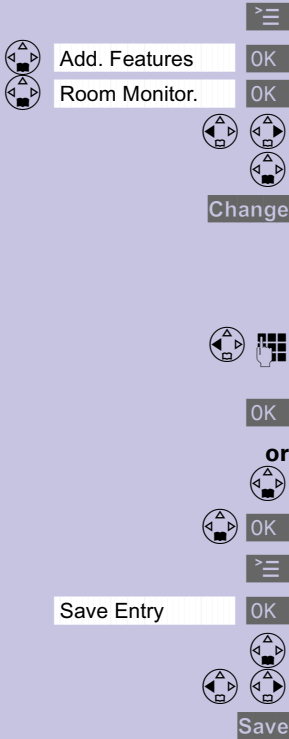 Add. Features OK
Room Monitor. OK
Change
OK
or
OK
Save Entry OK
Save